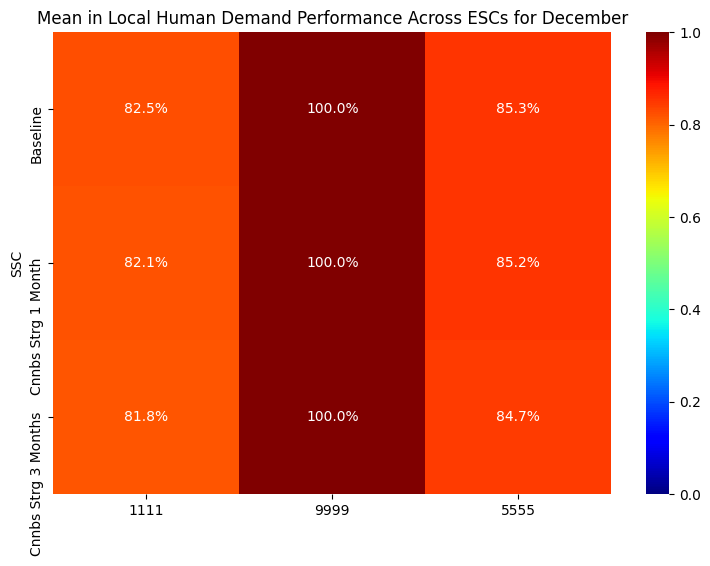 Mean in Local Human Demand Performance Across ESCs for December
SSC
Baseline
82.5% 100.0% 85.3%
Cnnbs Strg 1 Month
82.1% 100.0% 85.2%
Cnnbs Strg 3 Months
81.8% 100.0% 84.7%
1111 9999 5555
1.0
0.8
0.6
0.4
0.2
0.0